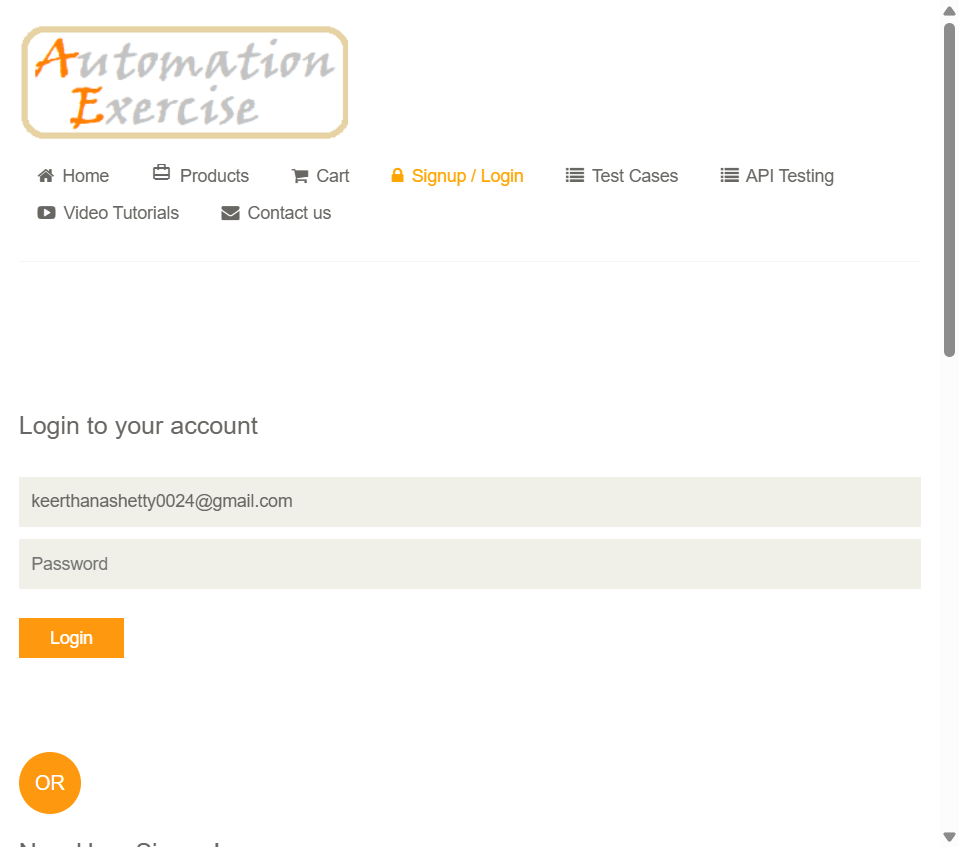 Automation
Exercise
Home Products Cart Signup / Login Test Cases API Testing
Video Tutorials Contact us
Login to your account
keerthanashetty0024@gmail.com
Password
Login
OR